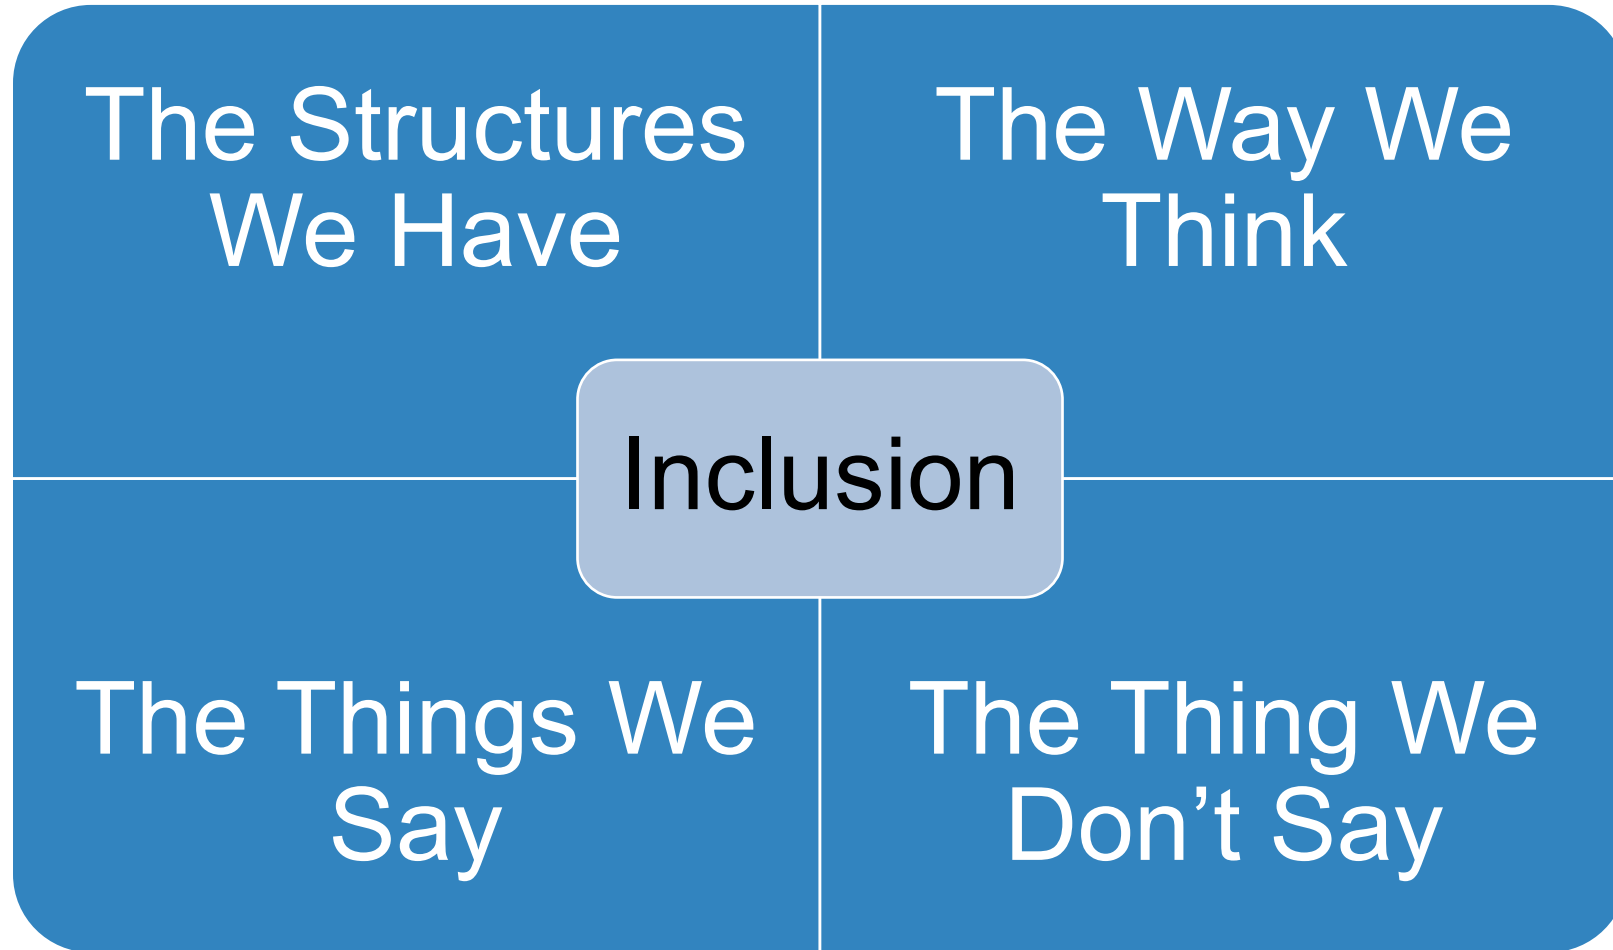 The Structures
We Have
The Way We
Think
Inclusion
The Things We
Say
The Thing We
Don’t Say